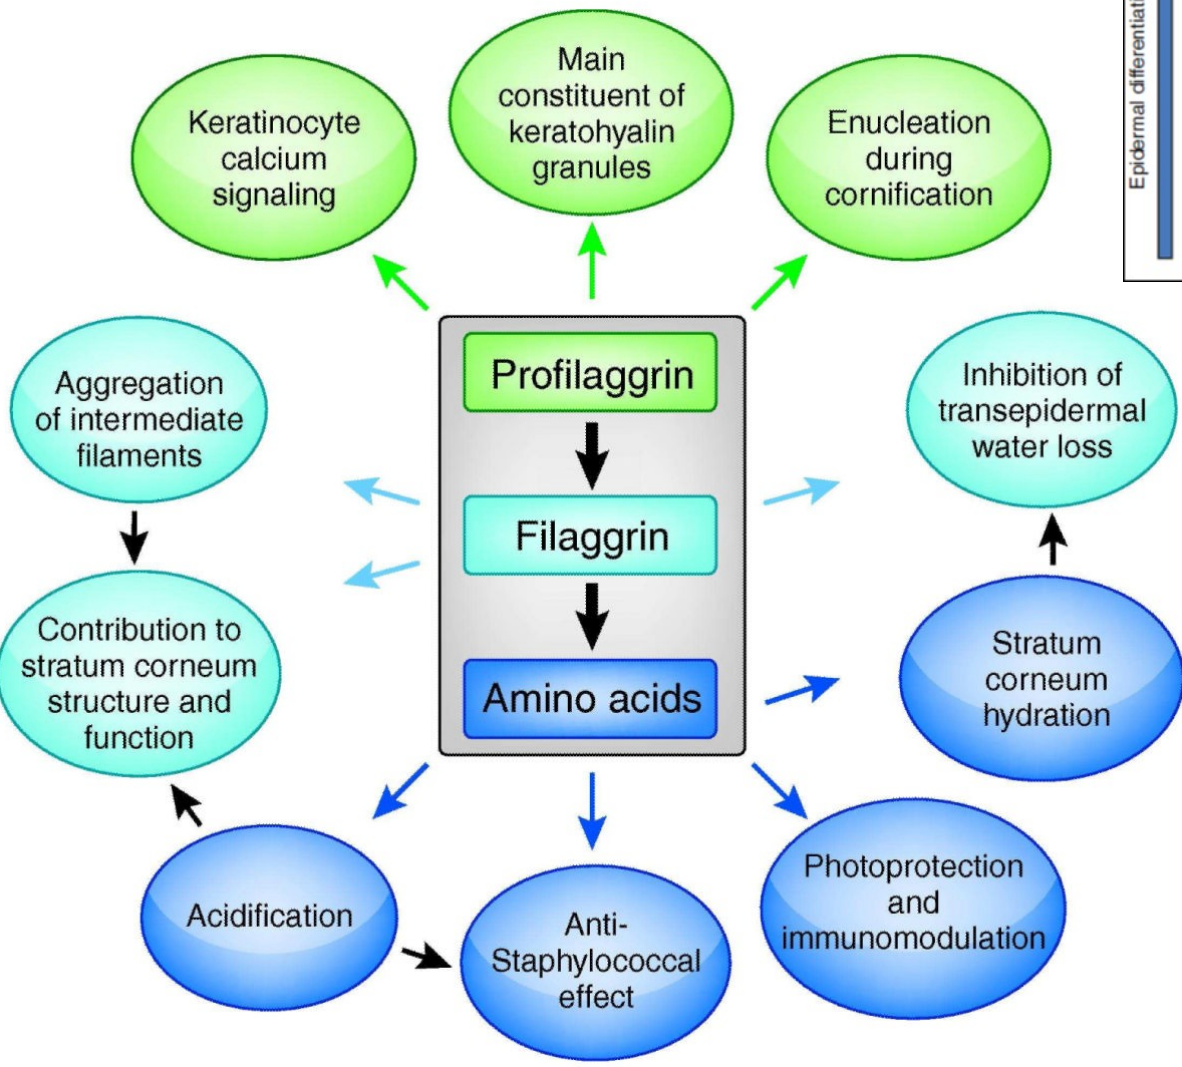 Main
constituent of
keratohyalin
granules
Keratinocyte
calcium
signaling
Enucleation
during
cornification
Epidermal
Profilaggrin
Filaggrin
Amino acids
Aggregation
of intermediate
filaments
Inhibition of
transepidermal
water loss
Contribution to
stratum corneum
structure and
function
Stratum
corneum
hydration
Acidification
Anti-
Staphylococcal
effect
Photoprotection
and
immunomodulation